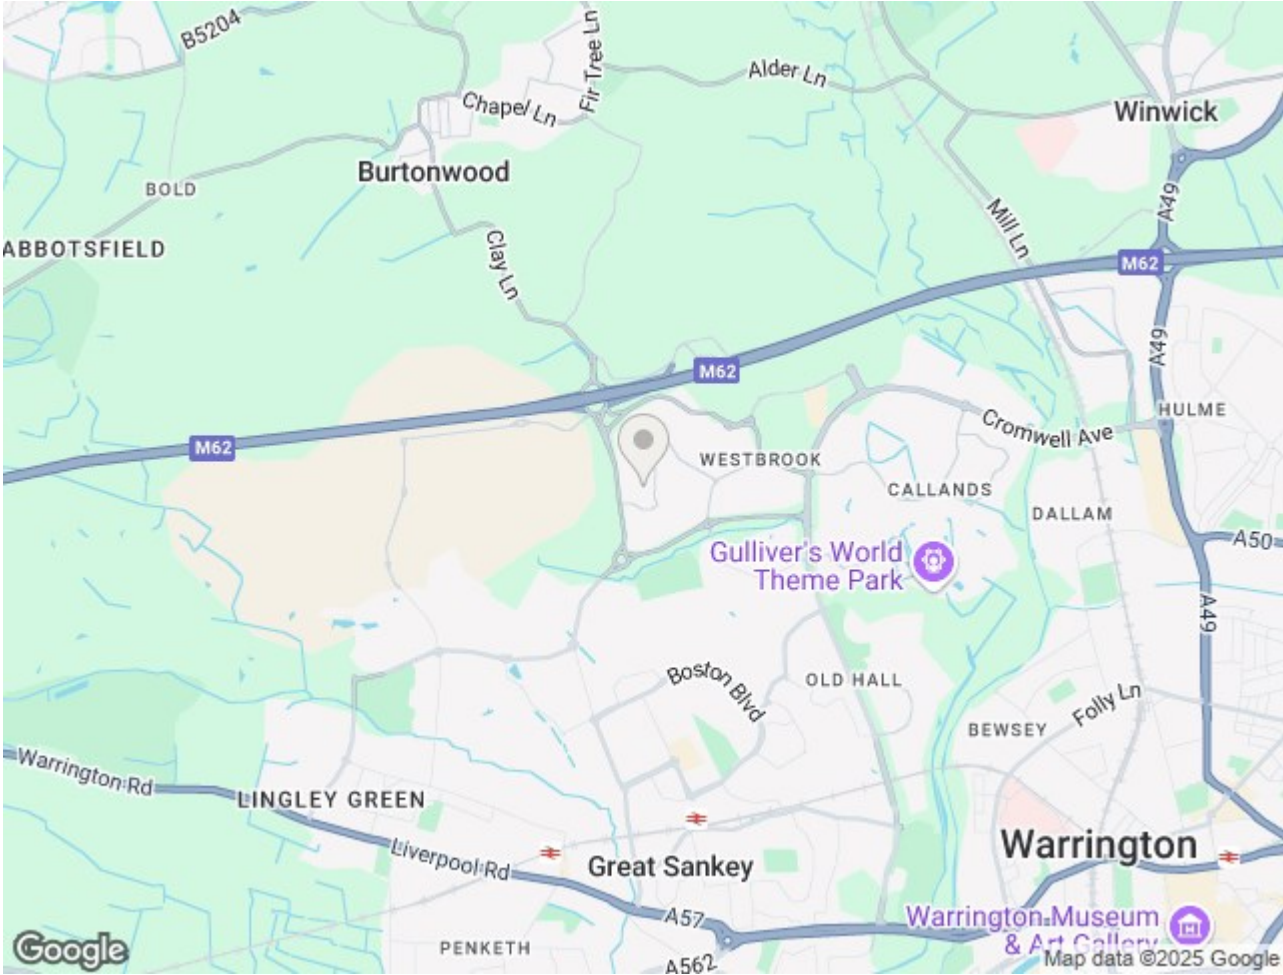 B5204
Fir Tree Ln
Alder Ln
Chapel Ln
Winwick
Burtonwood
BOLD
A49
Mill Ln
ABBOTSFIELD
Clay Ln
M62
A49
M62
HULME
Cromwell Ave
M62
WESTBROOK
CALLANDS
DALLAM
A50
Gulliver's World
Theme Park
A49
Boston Blvd
OLD HALL
Folly Ln
BEWSEY
Warrington Rd
LINGLEY GREEN
Warrington
Liverpool Rd
Great Sankey
A57
Warrington Museum
& Art Gallery
PENKETH
A562
Google
Map data ©2025 Google